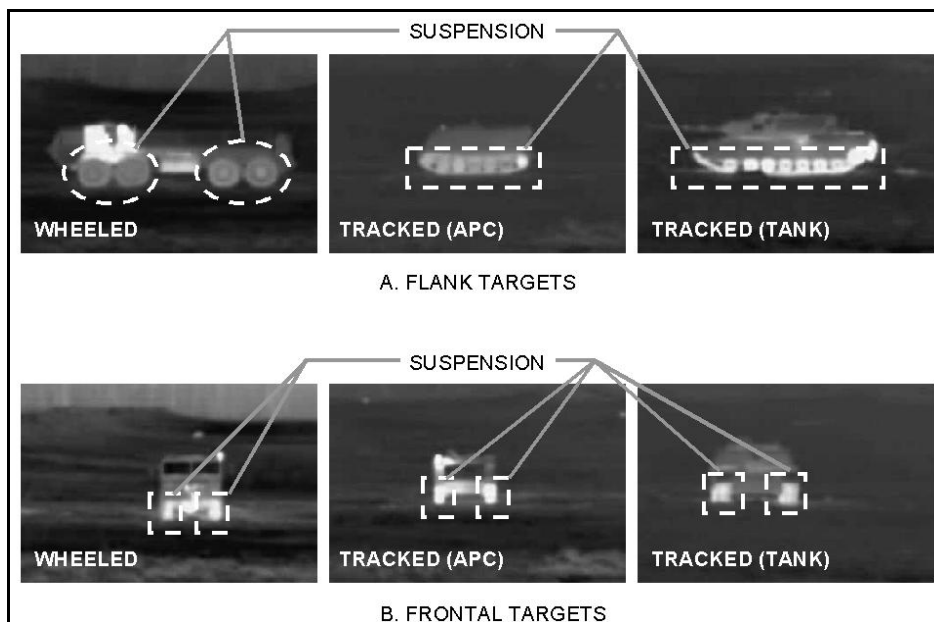 SUSPENSION
WHEELED
TRACKED (APC)
TRACKED (TANK)
A. FLANK TARGETS
SUSPENSION
WHEELED
TRACKED (APC)
TRACKED (TANK)
B. FRONTAL TARGETS